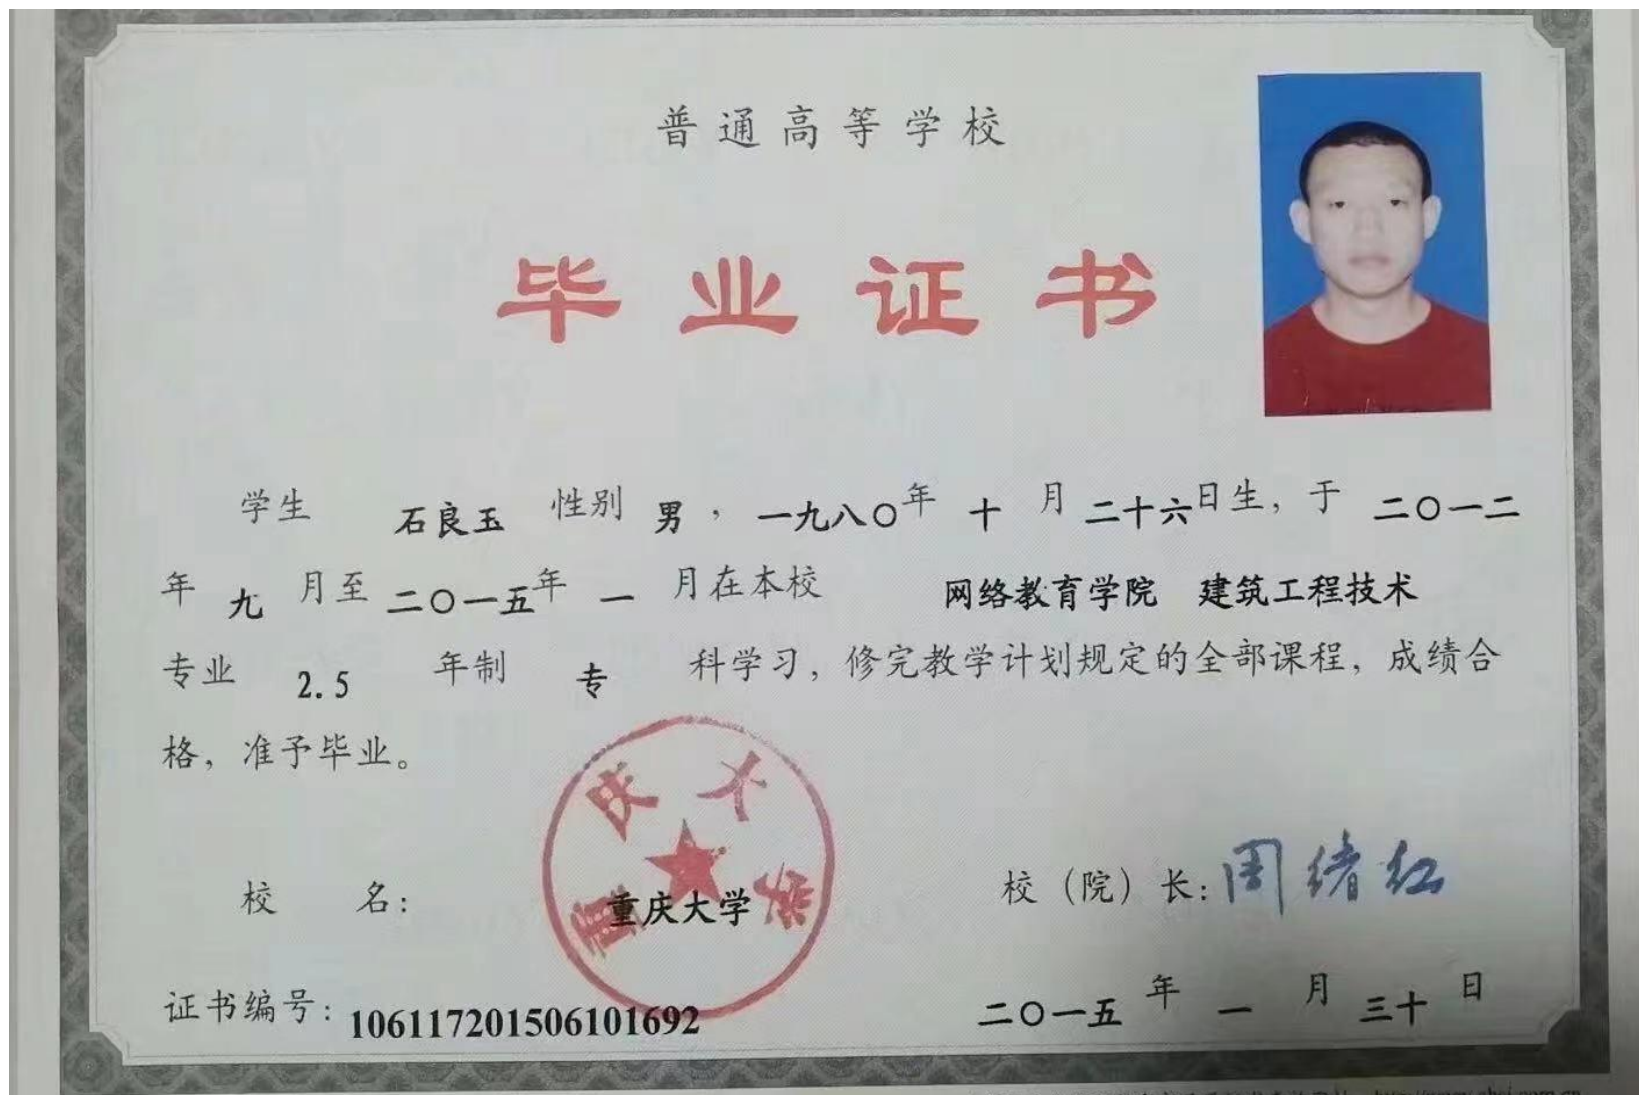 普通高等学校
毕业证书
学生 石良玉 性别 男，一九八〇年 十 月 二十六日生，于 二〇一二
年 九 月至 二〇一五年 一 月在本校 网络教育学院 建筑工程技术
专业 2.5 年制 专 科学习，修完教学计划规定的全部课程，成绩合
格，准予毕业。
重庆大学
校 名： 重庆大学 校（院）长：周绪红
证书编号：106117201506101692 二〇一五 年 一 月 三十 日